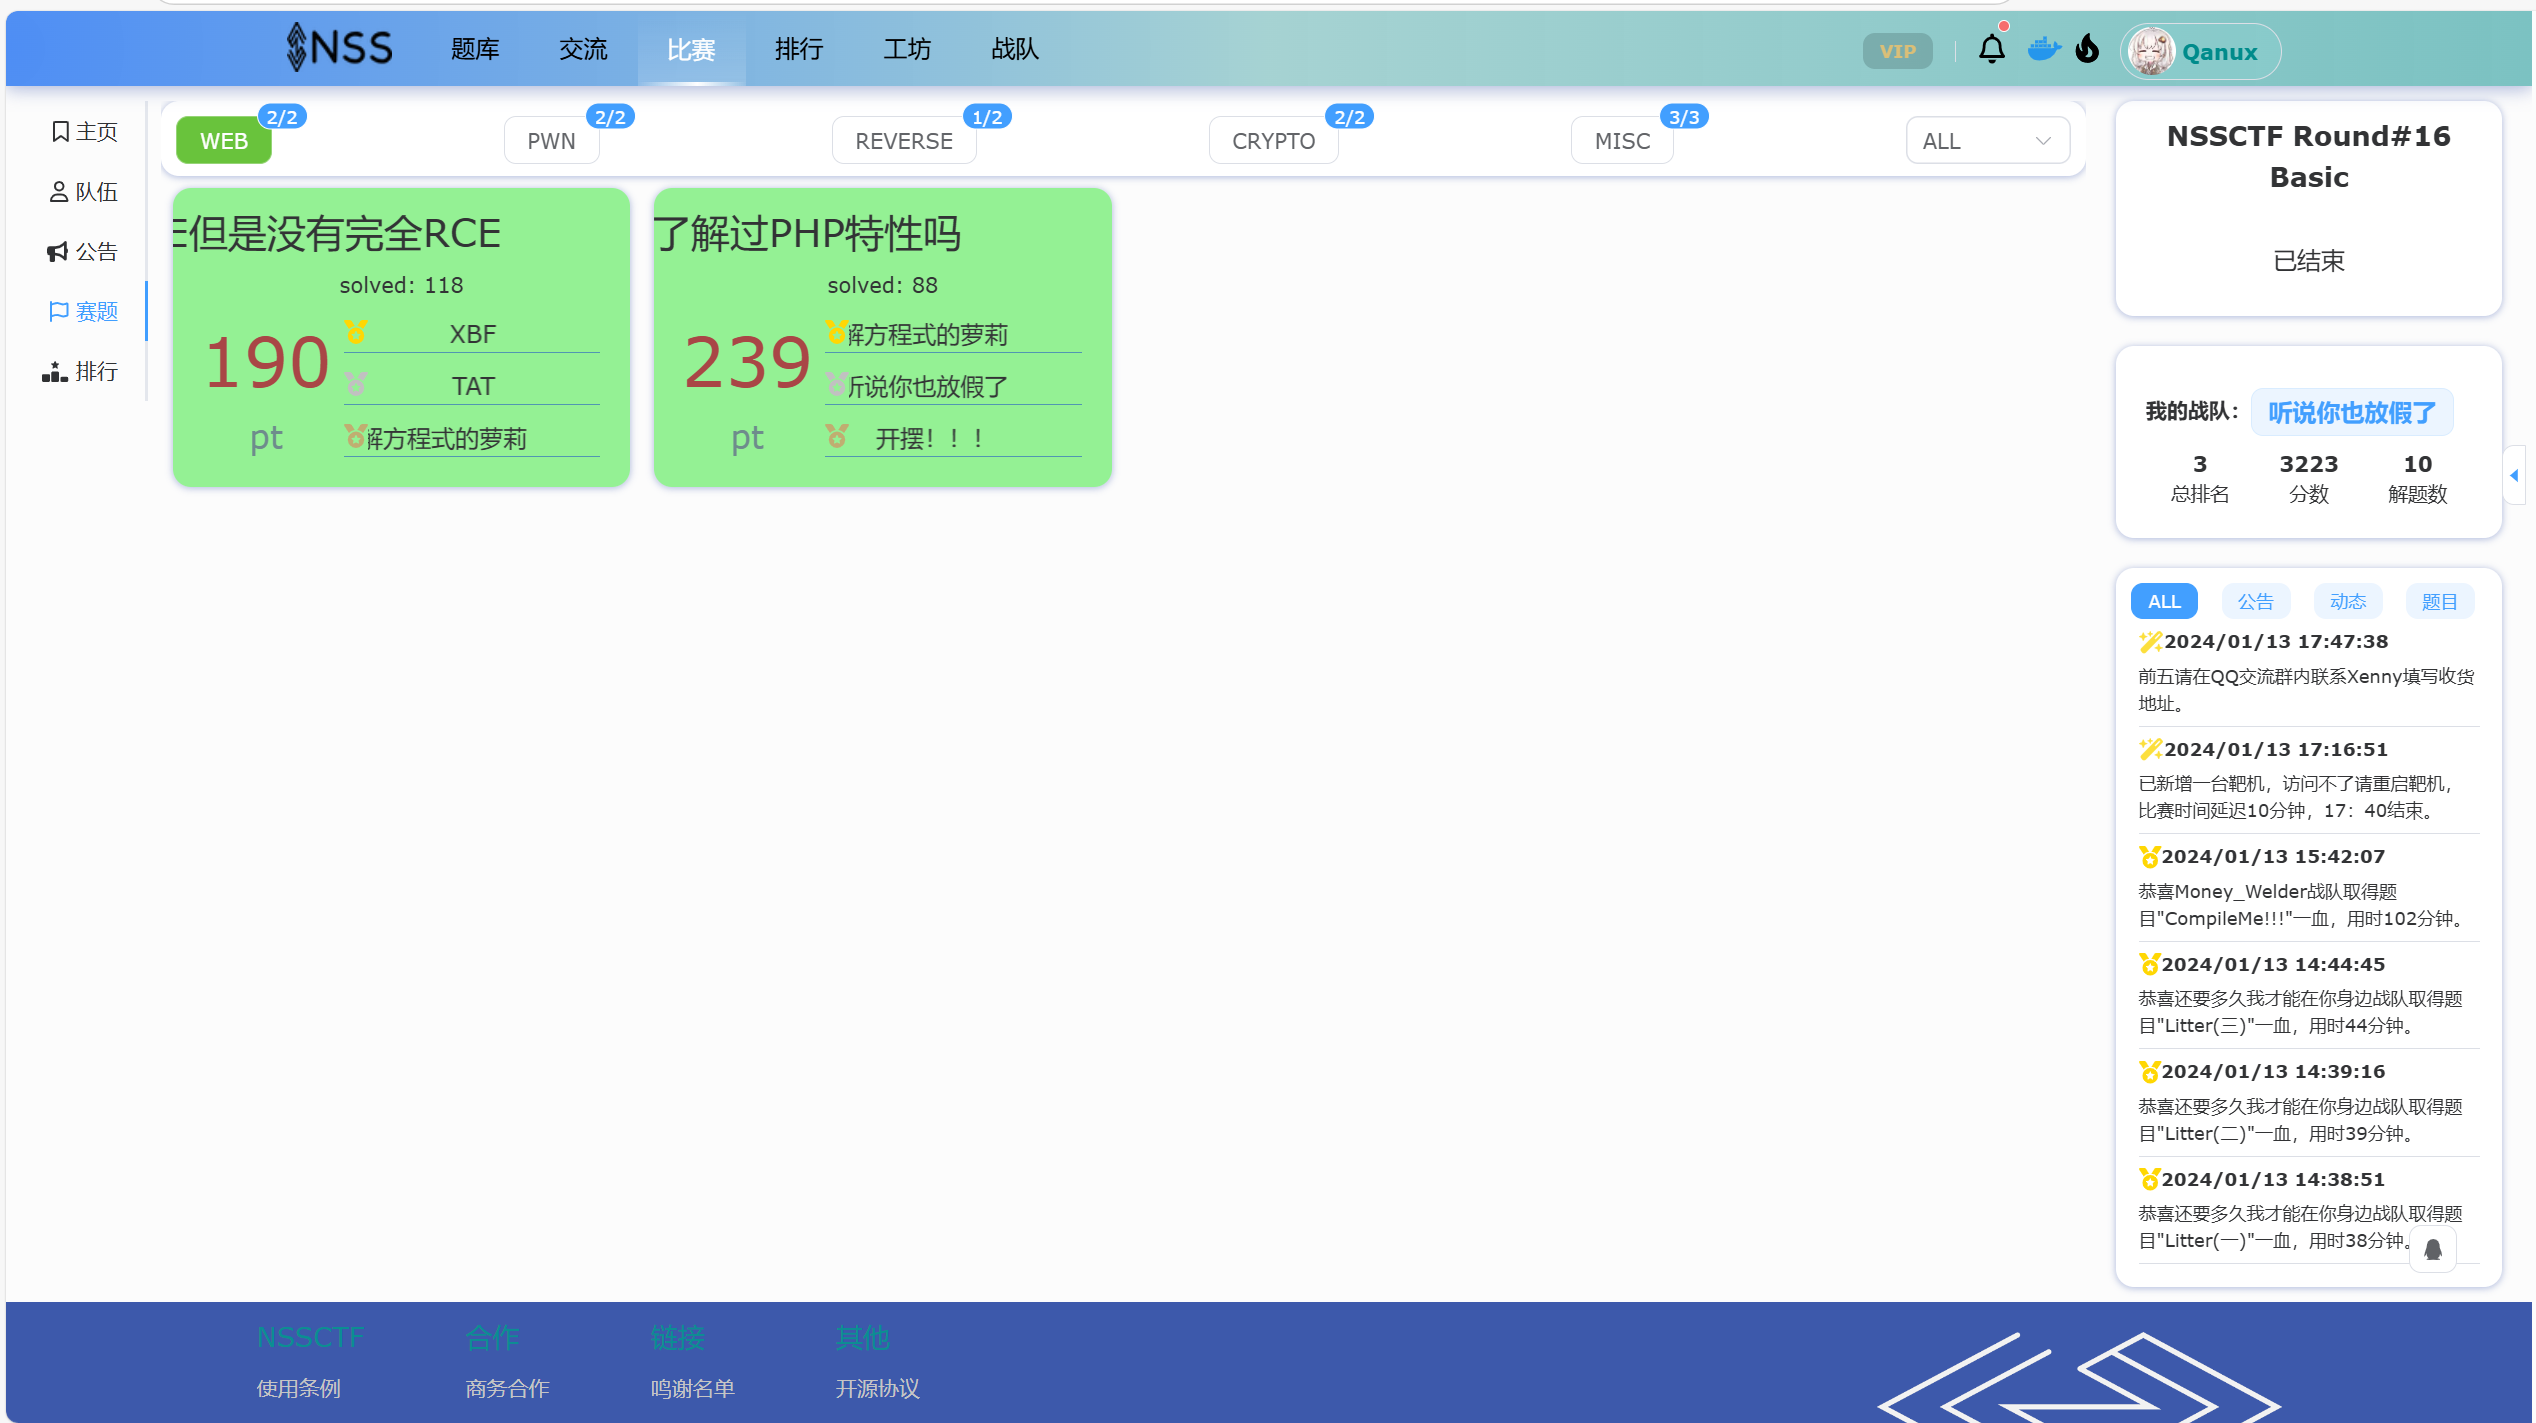 NSS
题库
交流
比赛
排行
工坊
战队
VIP
Qanux
主页
队伍
公告
赛题
排行
WEB
2/2
PWN
2/2
REVERSE
1/2
CRYPTO
2/2
MISC
3/3
ALL
但是没有完全RCE
solved: 118
190
pt
XBF
TAT
解方程式的萝莉
了解过PHP特性吗
solved: 88
239
pt
解方程式的萝莉
听说你也放假了
开摆！！！
NSSCTF Round#16
Basic
已结束
我的战队：
听说你也放假了
3
3223
10
总排名
分数
解题数
ALL
公告
动态
题目
2024/01/13 17:47:38
前五请在QQ交流群内联系Xenny填写收货
地址。
2024/01/13 17:16:51
已新增一台靶机，访问不了请重启靶机，
比赛时间延迟10分钟，17：40结束。
2024/01/13 15:42:07
恭喜Money_Welder战队取得题
目"CompileMe!!!"一血，用时102分钟。
2024/01/13 14:44:45
恭喜还要多久我才能在你身边战队取得题
目"Litter(三)"一血，用时44分钟。
2024/01/13 14:39:16
恭喜还要多久我才能在你身边战队取得题
目"Litter(二)"一血，用时39分钟。
2024/01/13 14:38:51
恭喜还要多久我才能在你身边战队取得题
目"Litter(一)"一血，用时38分钟。
NSSCTF
合作
链接
其他
使用条例
商务合作
鸣谢名单
开源协议